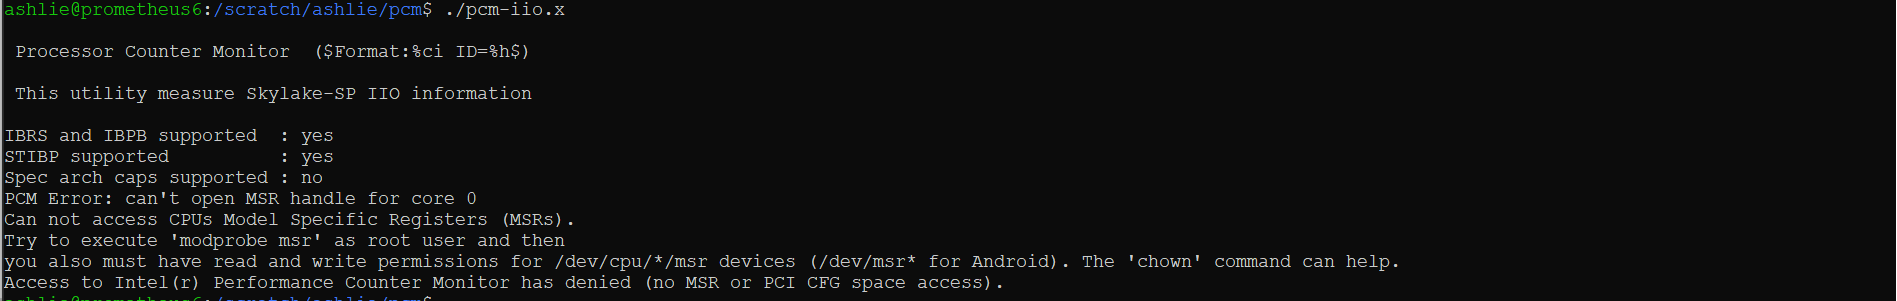 ashlie@prometheus6:/scratch/ashlie/pcm$ ./pcm-iio.x
Processor Counter Monitor  ($Format:%ci ID=%h$)
This utility measure Skylake-SP IIO information
IBRS and IBPB supported  : yes
STIBP supported          : yes
Spec arch caps supported : no
PCM Error: can't open MSR handle for core 0
Can not access CPUs Model Specific Registers (MSRs).
Try to execute 'modprobe msr' as root user and then
you also must have read and write permissions for /dev/cpu/*/msr devices (/dev/msr* for Android). The 'chown' command can help.
Access to Intel(r) Performance Counter Monitor has denied (no MSR or PCI CFG space access).
ashlie@prometheus6:/scratch/ashlie/pcm$